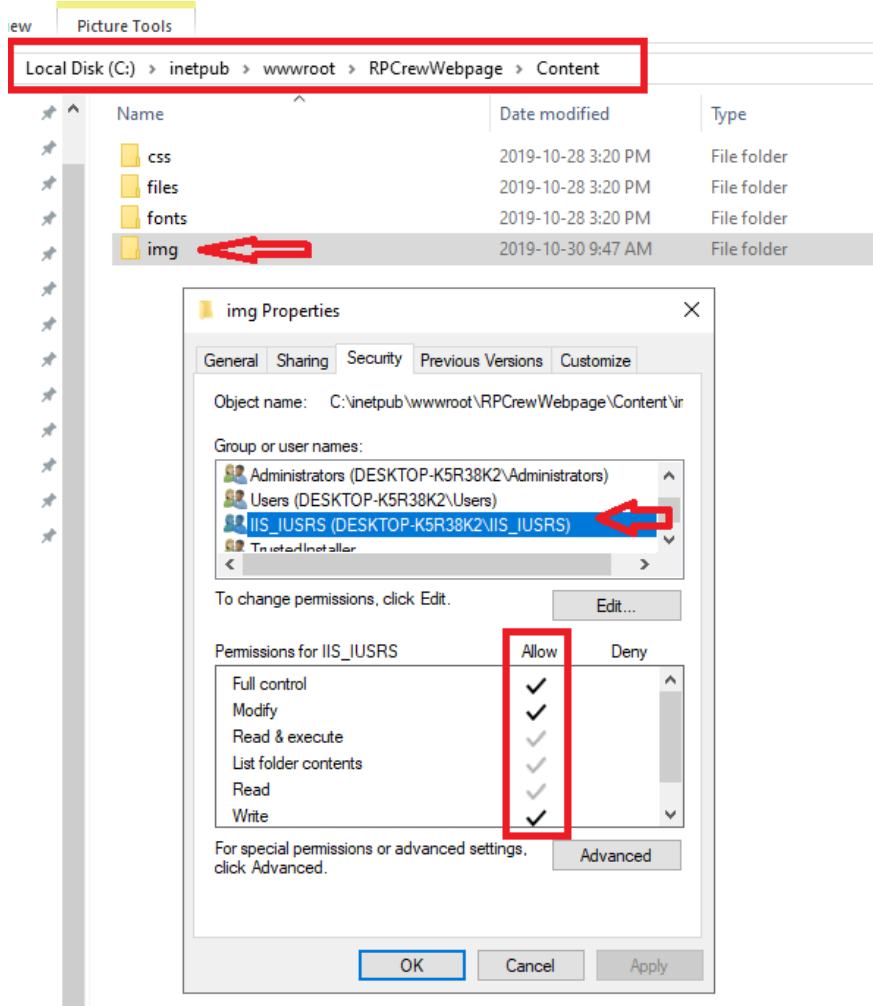 iew Picture Tools
Local Disk (C:) > inetpub > wwwroot > RPCrewWebpage > Content
Name Date modified Type
css 2019-10-28 3:20 PM File folder
files 2019-10-28 3:20 PM File folder
fonts 2019-10-28 3:20 PM File folder
img 2019-10-30 9:47 AM File folder
img Properties
General Sharing Security Previous Versions Customize
Object name: C:\inetpub\wwwroot\RPCrewWebpage\Content\in
Group or user names:
Administrators (DESKTOP-K5R38K2\Administrators)
Users (DESKTOP-K5R38K2\Users)
IIS_IUSRS (DESKTOP-K5R38K2\IIS_IUSRS)
TrustedInstaller
To change permissions, click Edit.
Edit...
Permissions for IIS_IUSRS Allow Deny
Full control
Modify
Read & execute
List folder contents
Read
Write
For special permissions or advanced settings,
click Advanced.
Advanced
OK Cancel Apply